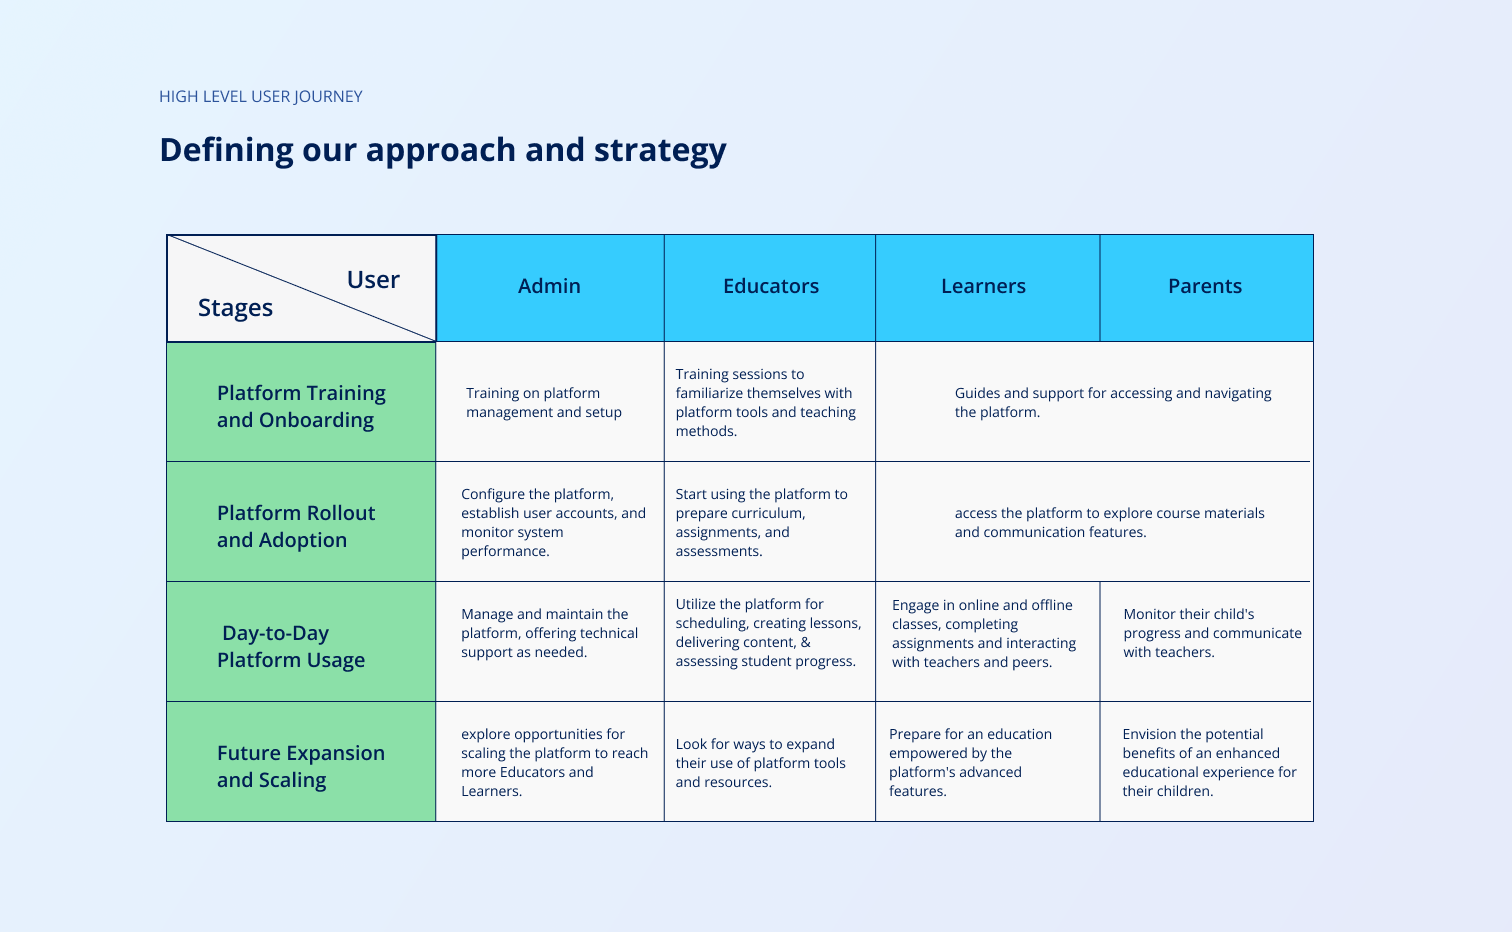 HIGH LEVEL USER JOURNEY
Defining our approach and strategy
User
Stages
Admin
Educators
Learners
Parents
Platform Training
and Onboarding
Training on platform
management and setup
Training sessions to
familiarize themselves with
platform tools and teaching
methods.
Guides and support for accessing and navigating
the platform.
Platform Rollout
and Adoption
Configure the platform,
establish user accounts, and
monitor system
performance.
Start using the platform to
prepare curriculum,
assignments, and
assessments.
access the platform to explore course materials
and communication features.
Day-to-Day
Platform Usage
Manage and maintain the
platform, offering technical
support as needed.
Utilize the platform for
scheduling, creating lessons,
delivering content, &
assessing student progress.
Engage in online and offline
classes, completing
assignments and interacting
with teachers and peers.
Monitor their child's
progress and communicate
with teachers.
Future Expansion
and Scaling
explore opportunities for
scaling the platform to reach
more Educators and
Learners.
Look for ways to expand
their use of platform tools
and resources.
Prepare for an education
empowered by the
platform's advanced
features.
Envision the potential
benefits of an enhanced
educational experience for
their children.